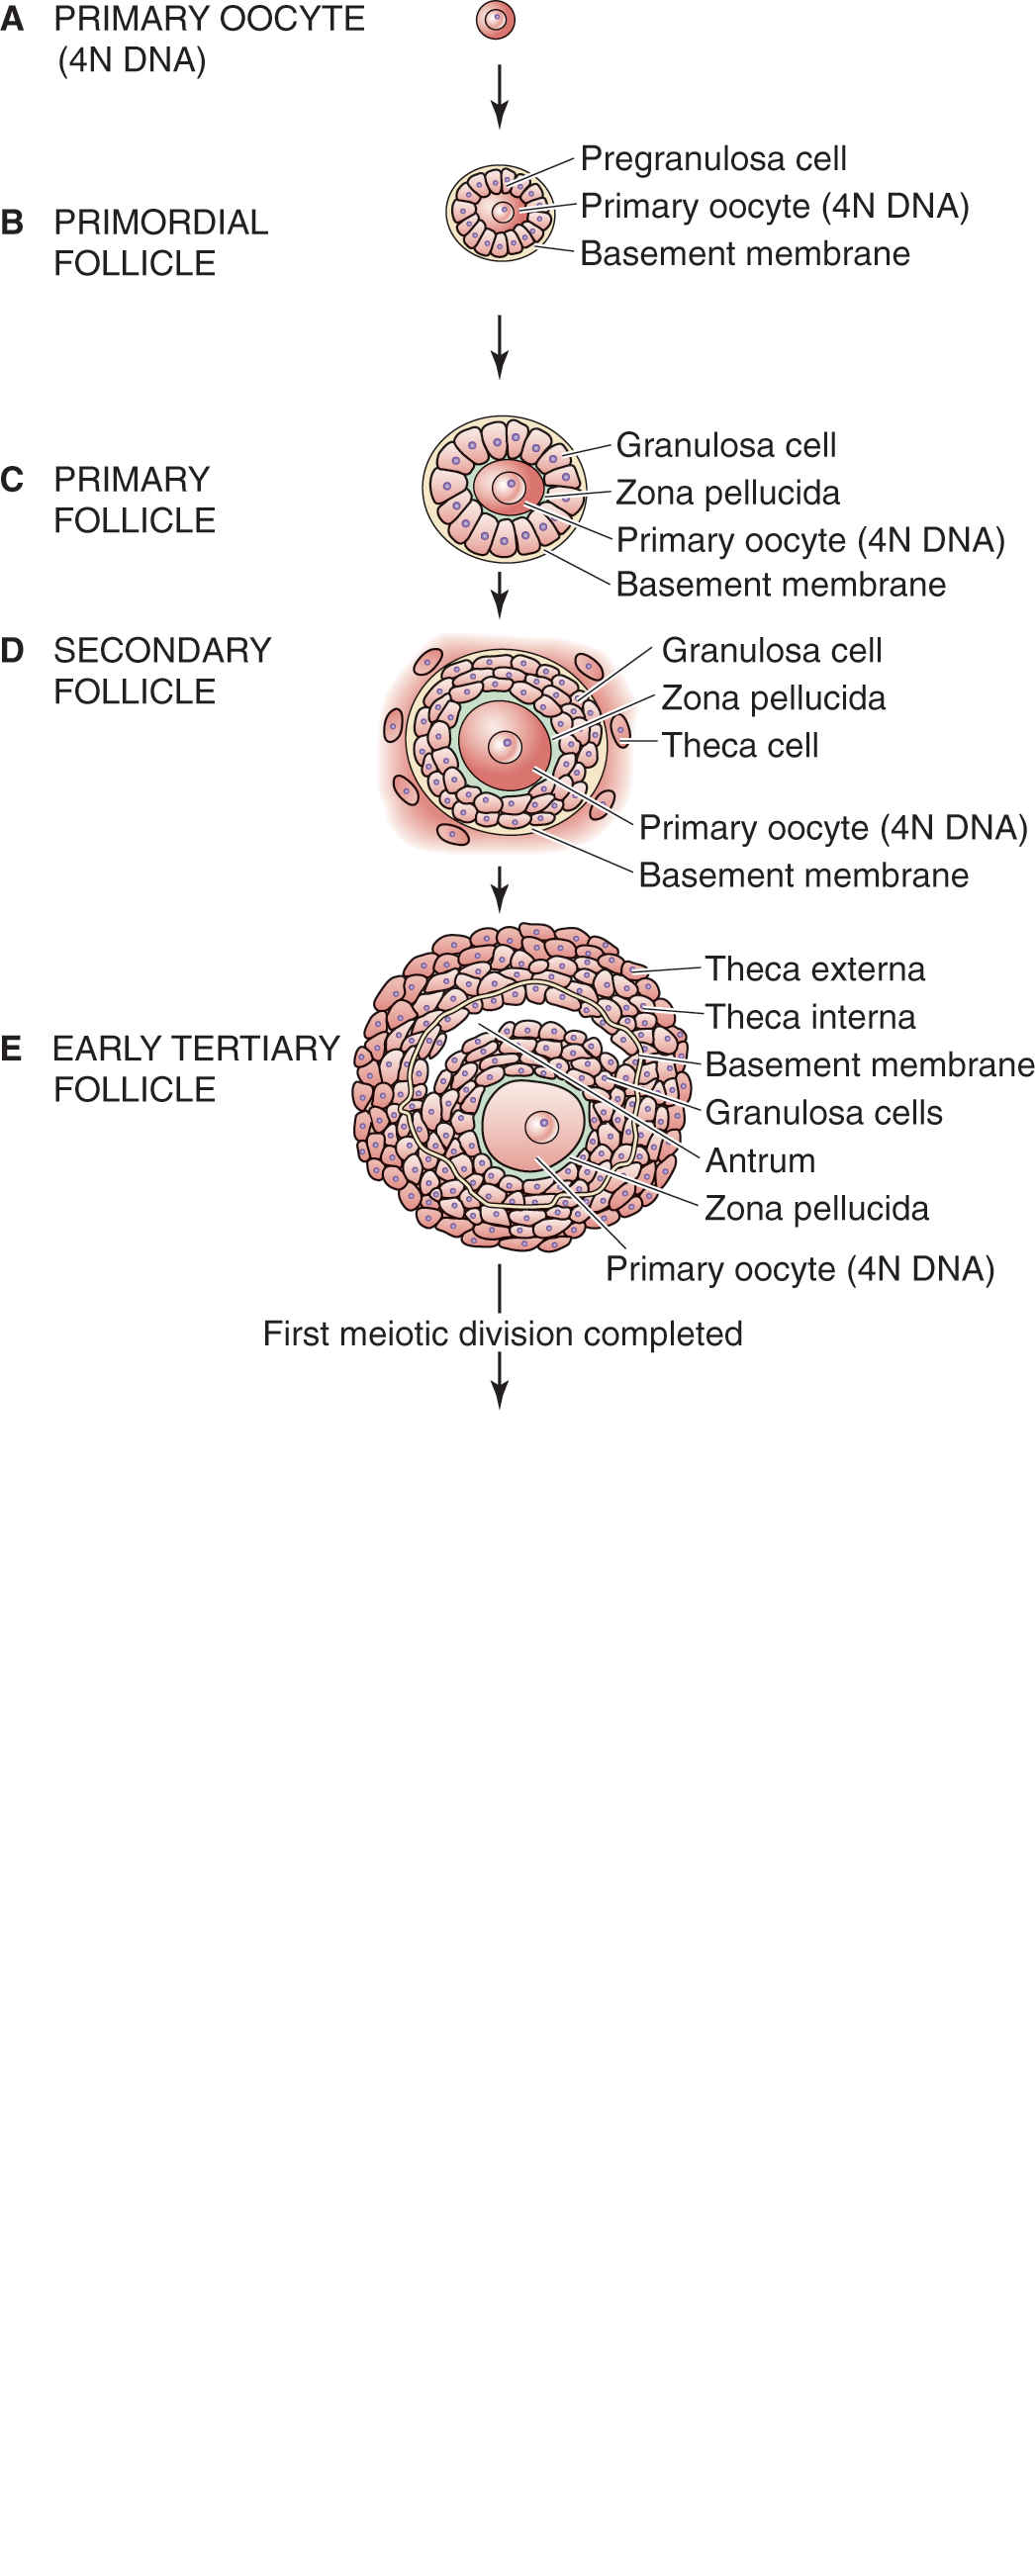 A PRIMARY OOCYTE
(4N DNA)
Pregranulosa cell
Primary oocyte (4N DNA)
Basement membrane
B PRIMORDIAL
FOLLICLE
Granulosa cell
Zona pellucida
Primary oocyte (4N DNA)
Basement membrane
C PRIMARY
FOLLICLE
D SECONDARY
FOLLICLE
Granulosa cell
Zona pellucida
Theca cell
Primary oocyte (4N DNA)
Basement membrane
E EARLY TERTIARY
FOLLICLE
Theca externa
Theca interna
Basement membrane
Granulosa cells
Antrum
Zona pellucida
Primary oocyte (4N DNA)
First meiotic division completed